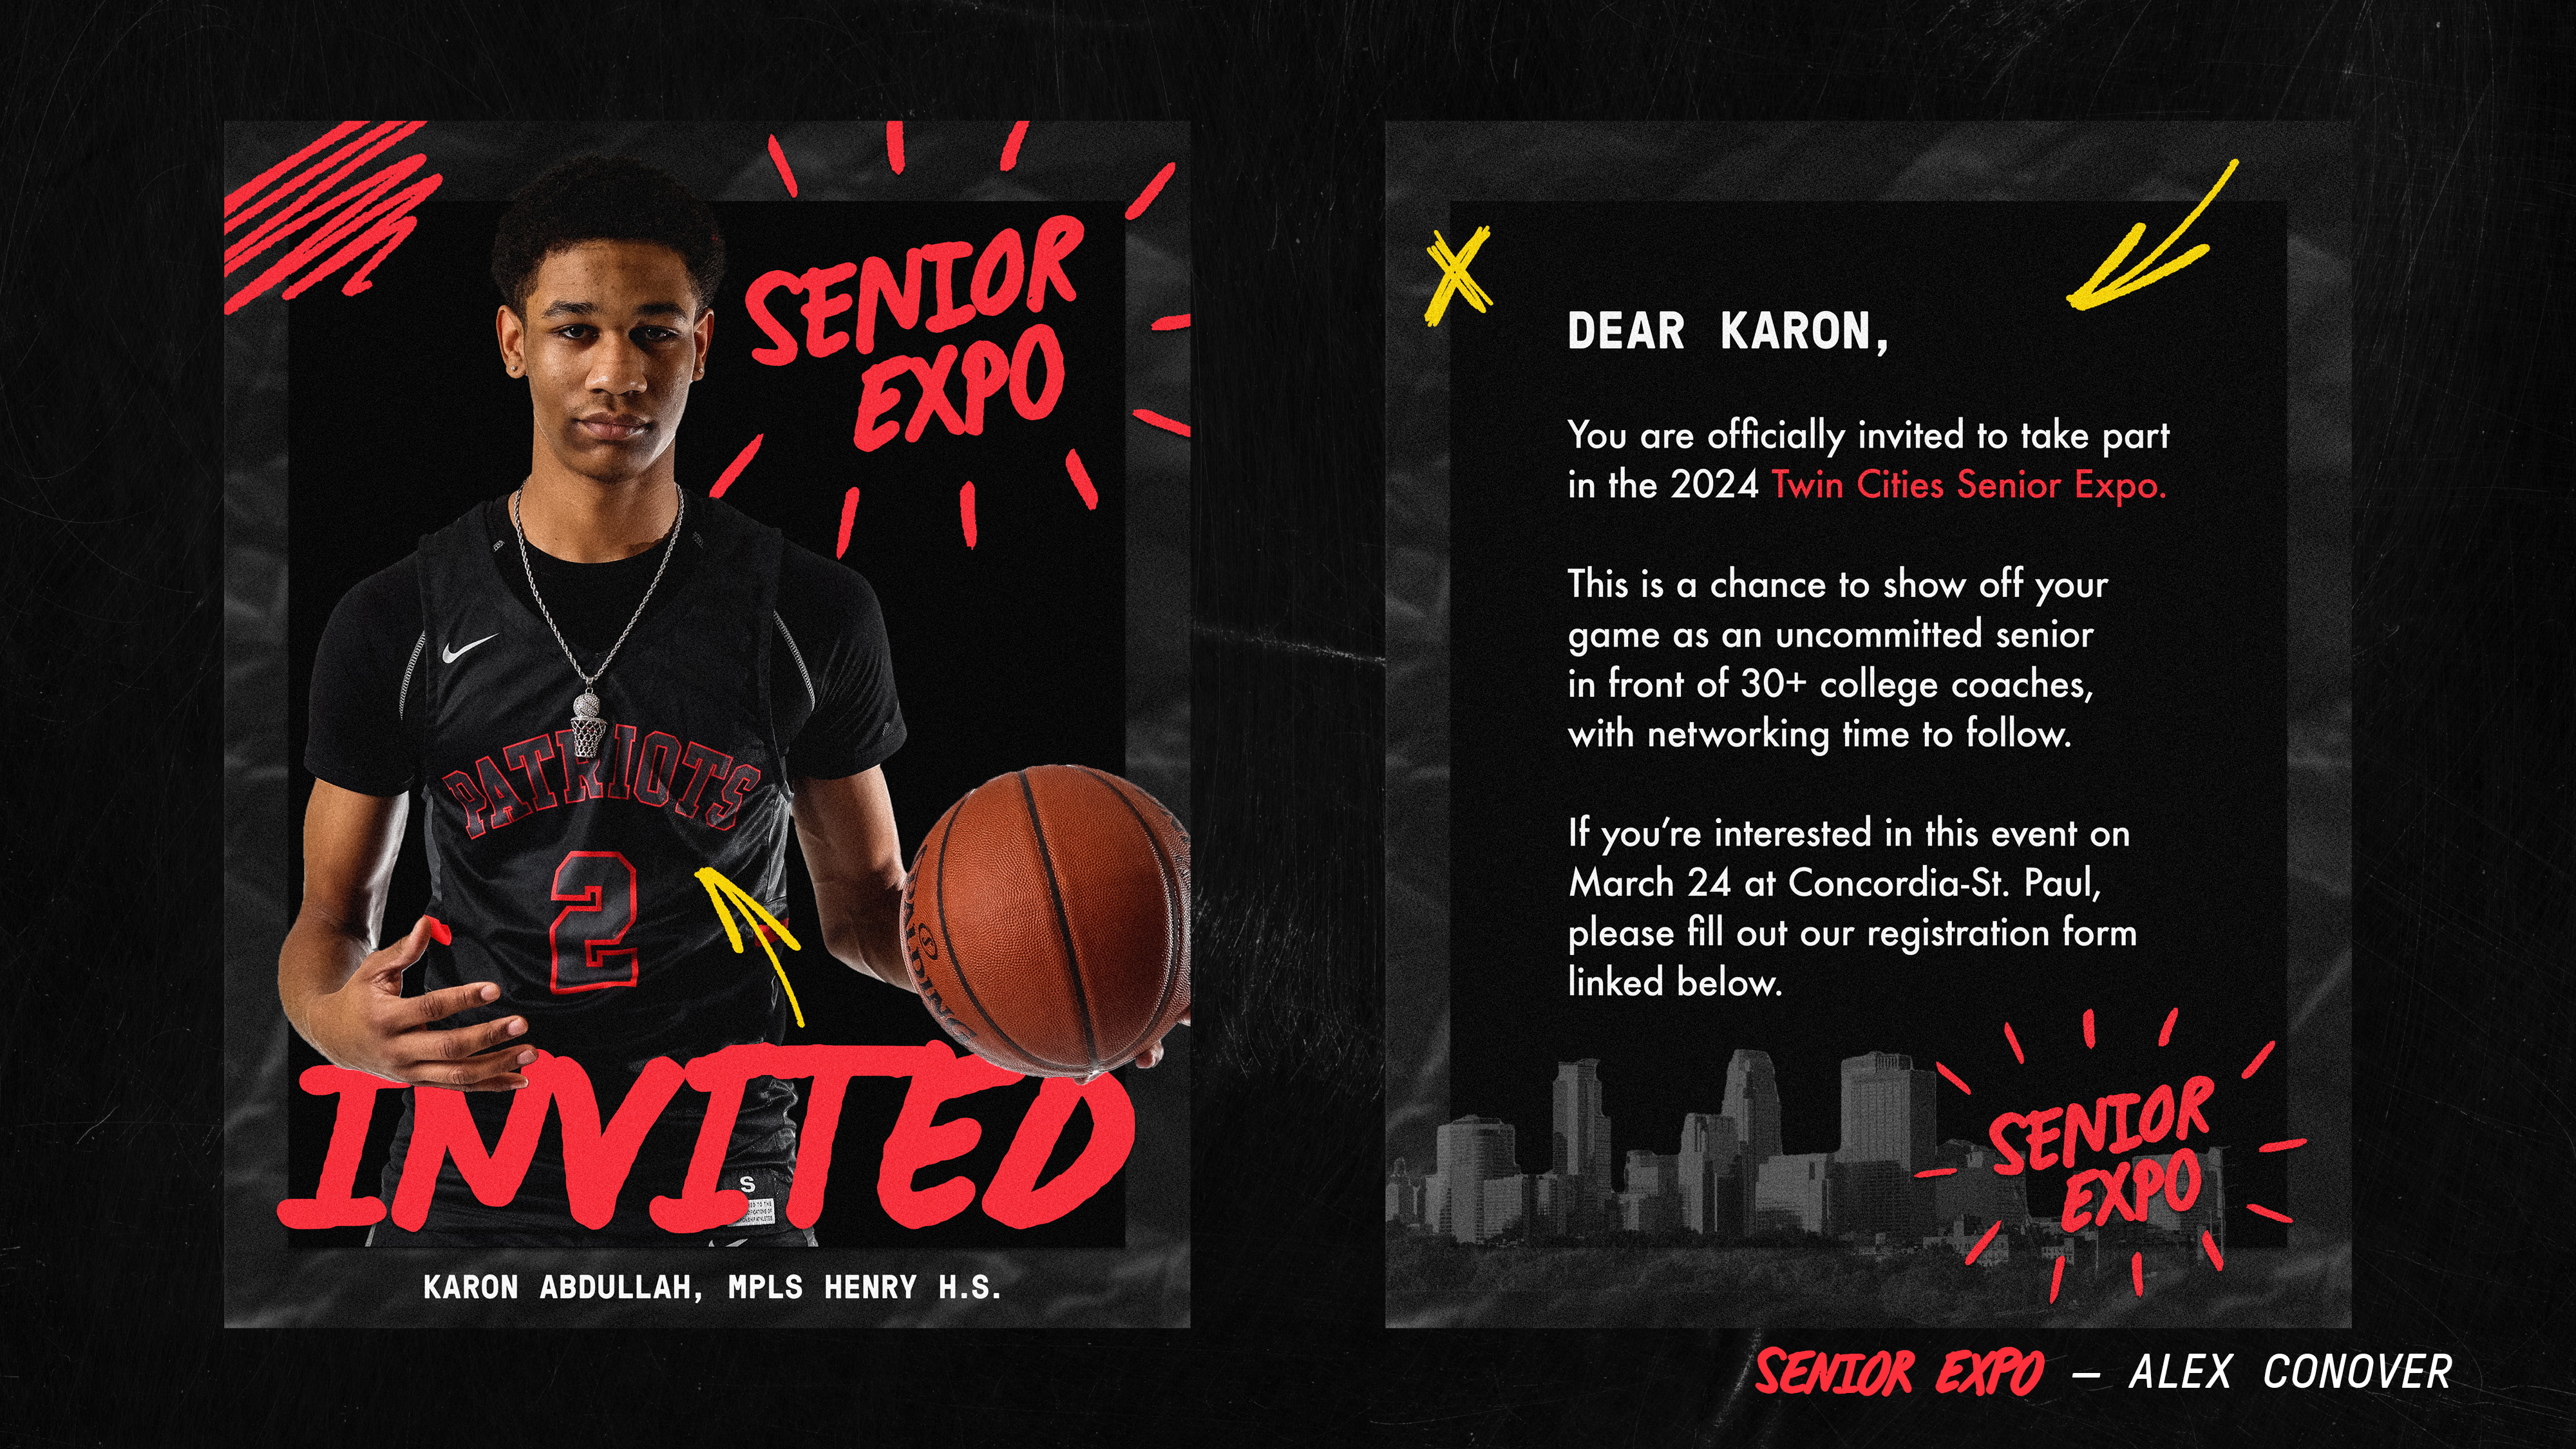 SENIOR
EXPO
PATRIOTS
2
SPALDING
INVITED
S
KARON ABDULLAH, MPLS HENRY H.S.
DEAR KARON,
You are officially invited to take part
in the 2024 Twin Cities Senior Expo.
This is a chance to show off your
game as an uncommitted senior
in front of 30+ college coaches,
with networking time to follow.
If you’re interested in this event on
March 24 at Concordia-St. Paul,
please fill out our registration form
linked below.
SENIOR
EXPO
SENIOR EXPO — ALEX CONOVER